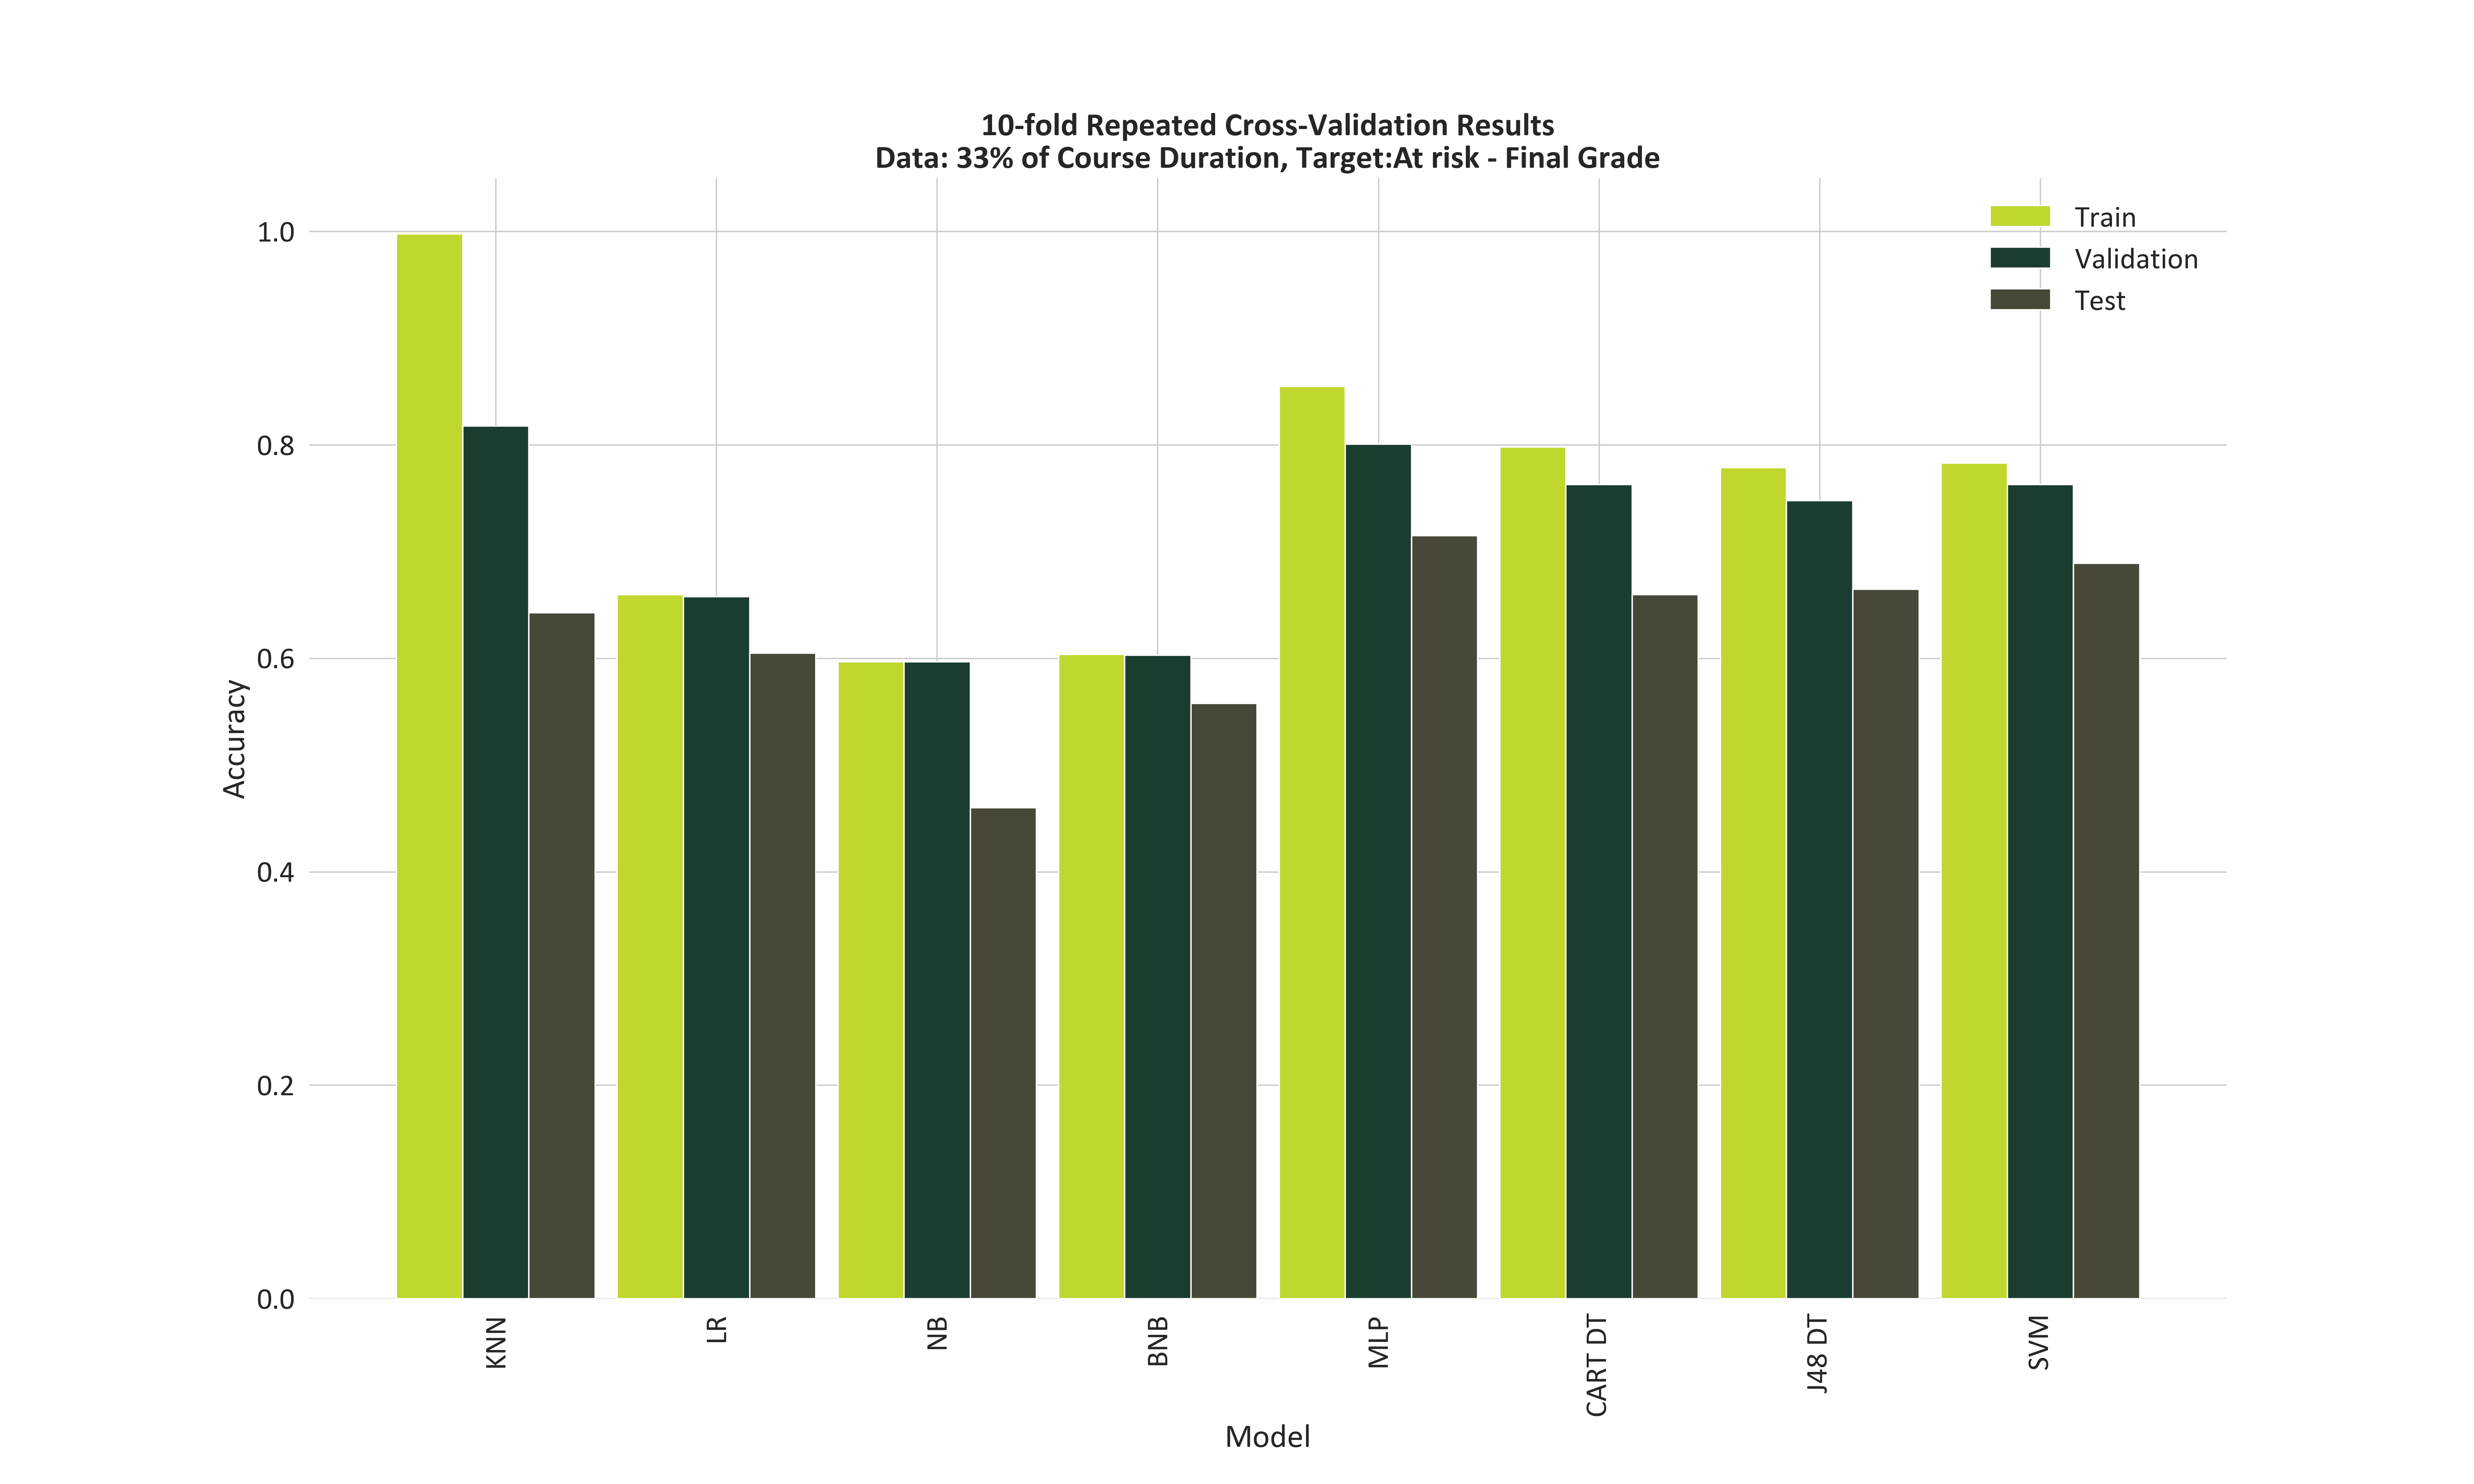 10-fold Repeated Cross-Validation Results
Data: 33% of Course Duration, Target:At risk - Final Grade
Train
Validation
Test
1.0
0.8
0.6
0.4
0.2
0.0
Accuracy
KNN
LR
NB
BNB
MLP
CART DT
J48 DT
SVM
Model